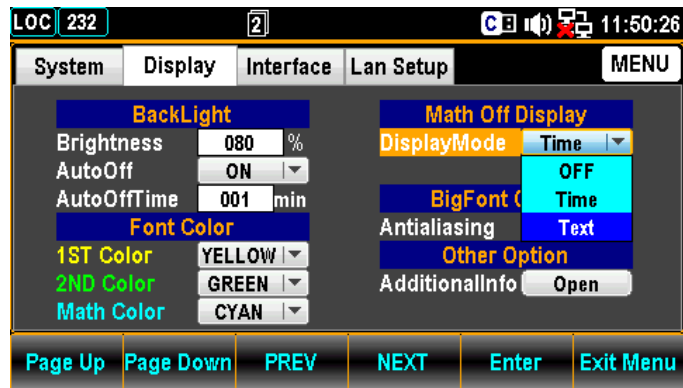 LOC 232 2 C 11:50:26
System Display Interface Lan Setup MENU
BackLight
Brightness 080 %
AutoOff ON
AutoOffTime 001 min
Font Color
1ST Color YELLOW
2ND Color GREEN
Math Color CYAN
Math Off Display
DisplayMode Time
OFF
Time
Text
BigFont
Antialiasing
Other Option
AdditionalInfo Open
Page Up Page Down PREV NEXT Enter Exit Menu